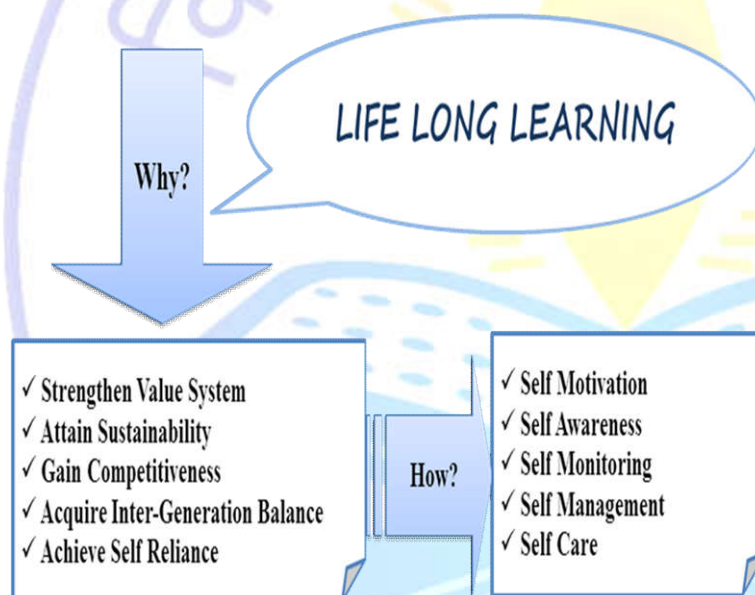 LIFE LONG LEARNING
Why?
✓ Strengthen Value System
✓ Attain Sustainability
✓ Gain Competitiveness
✓ Acquire Inter-Generation Balance
✓ Achieve Self Reliance
How?
✓ Self Motivation
✓ Self Awareness
✓ Self Monitoring
✓ Self Management
✓ Self Care